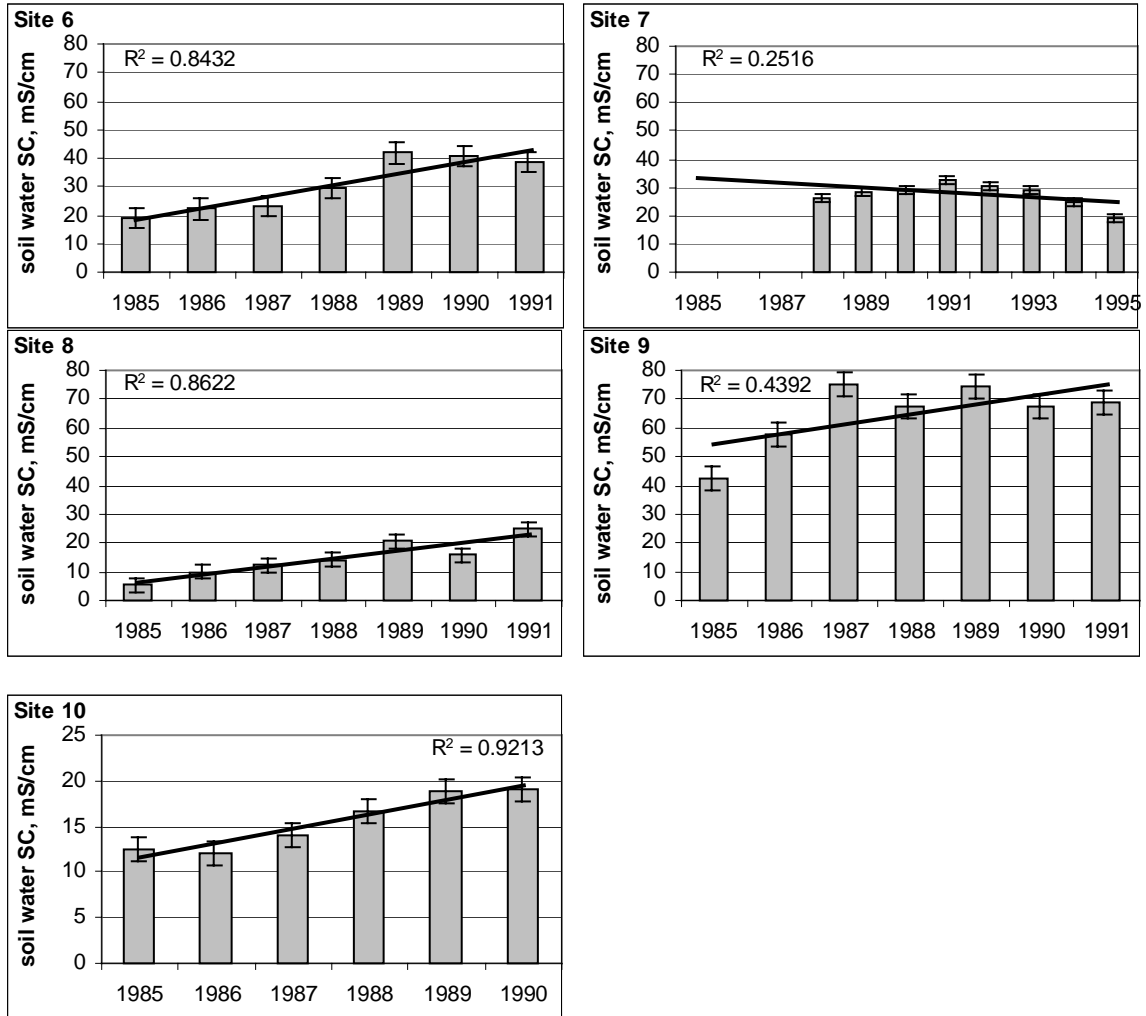 Site 6
R² = 0.8432
soil water SC, mS/cm
80
70
60
50
40
30
20
10
0
1985 1986 1987 1988 1989 1990 1991
Site 7
R² = 0.2516
soil water SC, mS/cm
80
70
60
50
40
30
20
10
0
1985 1987 1989 1991 1993 1995
Site 8
R² = 0.8622
soil water SC, mS/cm
80
70
60
50
40
30
20
10
0
1985 1986 1987 1988 1989 1990 1991
Site 9
R² = 0.4392
soil water SC, mS/cm
80
70
60
50
40
30
20
10
0
1985 1986 1987 1988 1989 1990 1991
Site 10
R² = 0.9213
soil water SC, mS/cm
25
20
15
10
5
0
1985 1986 1987 1988 1989 1990